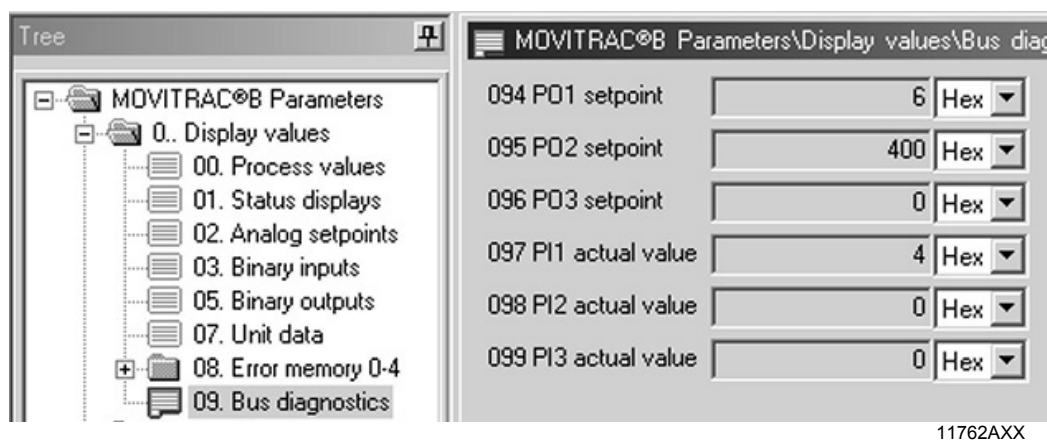 Tree
MOVITRAC®B Parameters
0.. Display values
00. Process values
01. Status displays
02. Analog setpoints
03. Binary inputs
05. Binary outputs
07. Unit data
08. Error memory 0-4
09. Bus diagnostics
MOVITRAC®B Parameters\Display values\Bus diag
094 PO1 setpoint 6 Hex
095 PO2 setpoint 400 Hex
096 PO3 setpoint 0 Hex
097 PI1 actual value 4 Hex
098 PI2 actual value 0 Hex
099 PI3 actual value 0 Hex
11762AXX